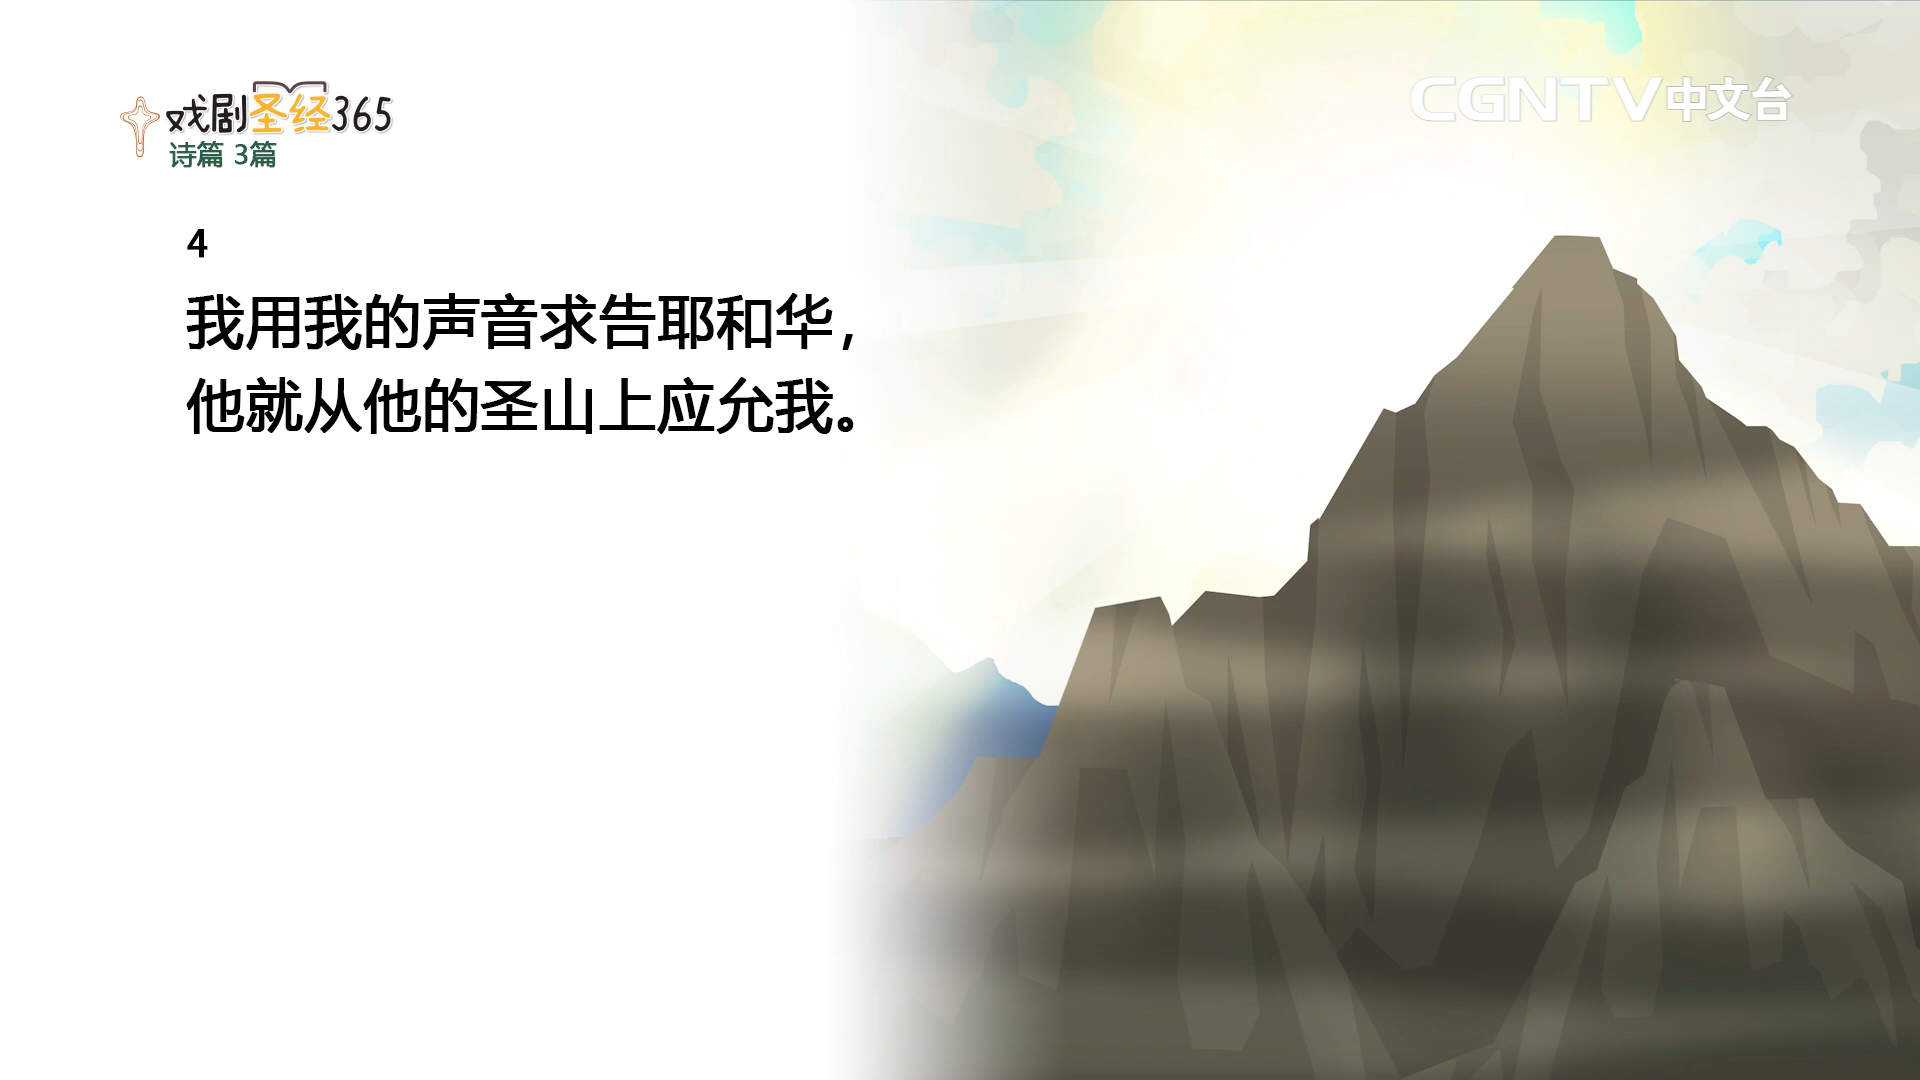 戏剧圣经365
诗篇 3篇
CGNTV中文台
4
我用我的声音求告耶和华，
他就从他的圣山上应允我。